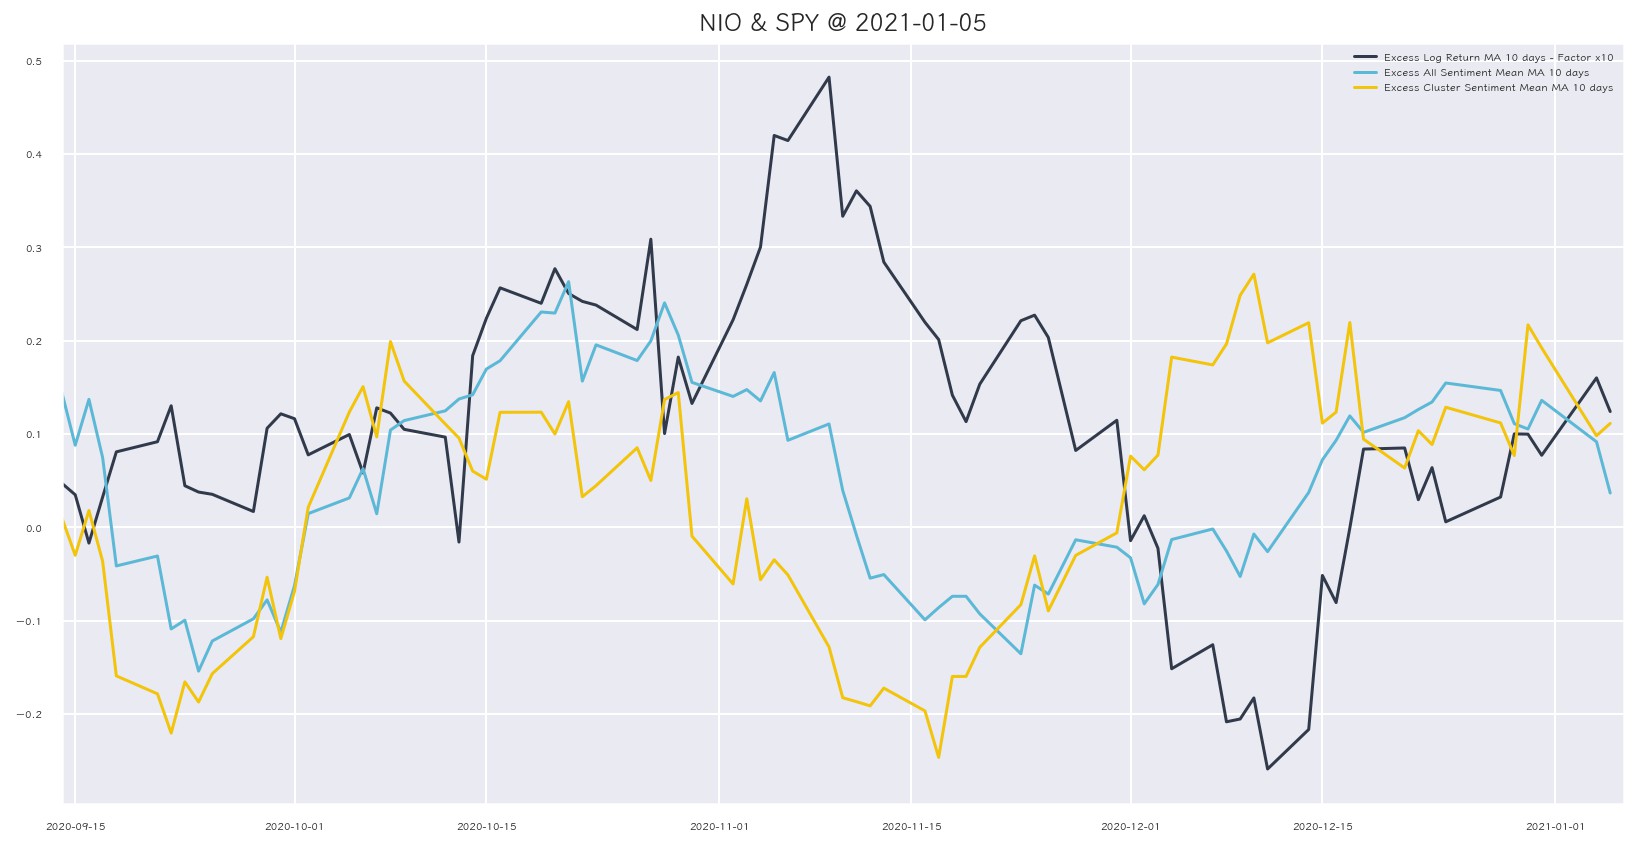 NIO & SPY @ 2021-01-05
0.5
0.4
0.3
0.2
0.1
0.0
−0.1
−0.2
Excess Log Return MA 10 days - Factor x10
Excess All Sentiment Mean MA 10 days
Excess Cluster Sentiment Mean MA 10 days
2020-09-15 2020-10-01 2020-10-15 2020-11-01 2020-11-15 2020-12-01 2020-12-15 2021-01-01